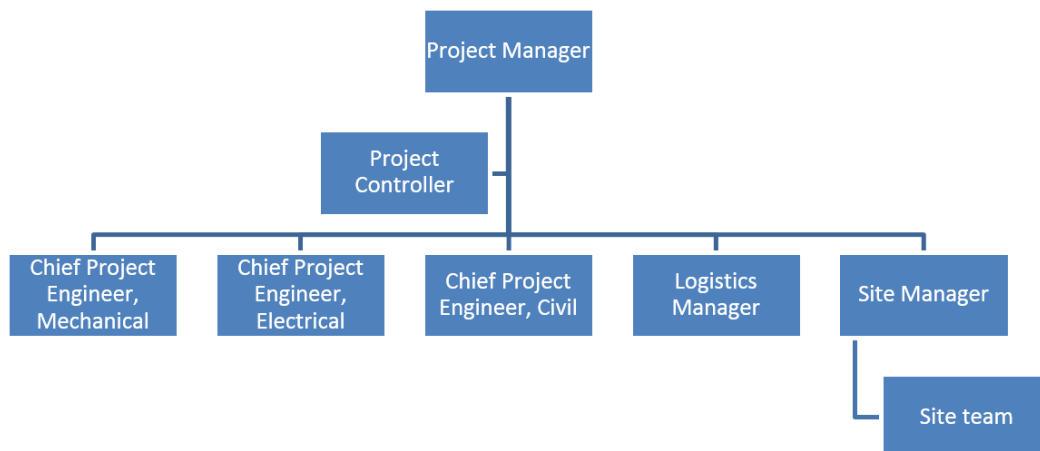 Project Manager
Project
Controller
Chief Project
Engineer,
Mechanical
Chief Project
Engineer,
Electrical
Chief Project
Engineer, Civil
Logistics
Manager
Site Manager
Site team